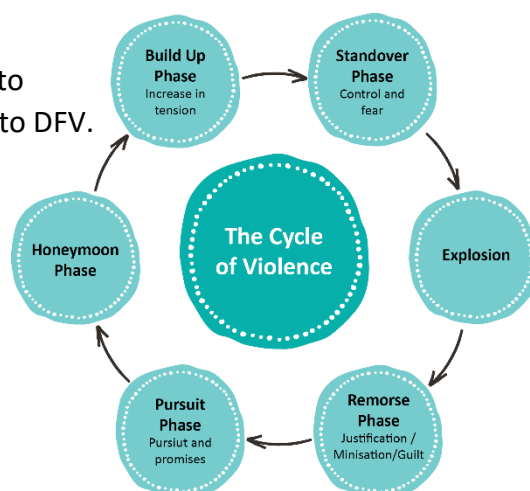 to
to DFV.
Build Up
Phase
Increase in
tension
Standover
Phase
Control and
fear
Explosion
Remorse
Phase
Justification /
Minisation/Guilt
Pursuit
Phase
Pursiut and
promises
Honeymoon
Phase
The Cycle
of Violence